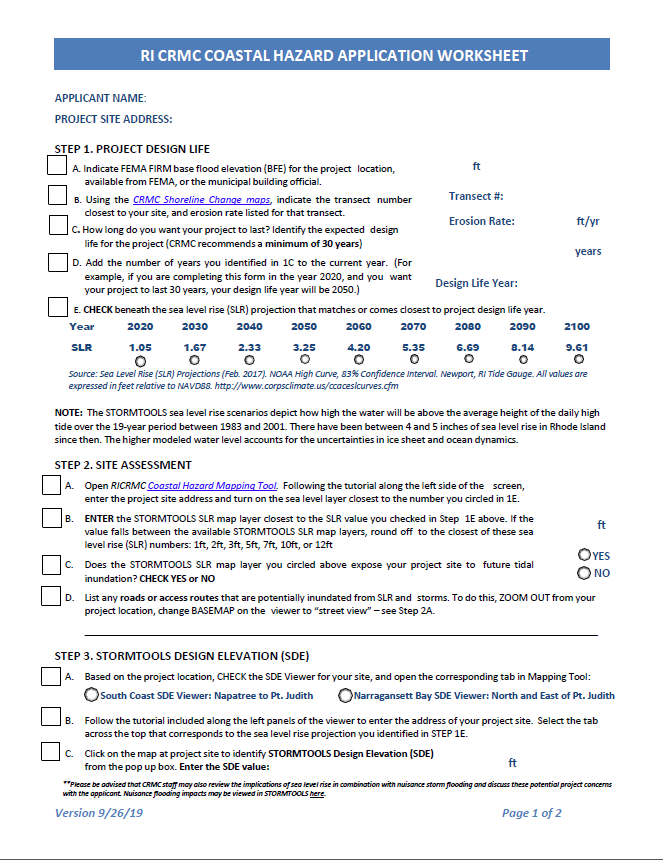 RI CRMC COASTAL HAZARD APPLICATION WORKSHEET
APPLICANT NAME:
PROJECT SITE ADDRESS:
STEP 1. PROJECT DESIGN LIFE
A. Indicate FEMA FIRM base flood elevation (BFE) for the project location, ft
available from FEMA, or the municipal building official.
B. Using the CRMC Shoreline Change maps, indicate the transect number Transect #:
closest to your site, and erosion rate listed for that transect.
Erosion Rate: ft/yr
C. How long do you want your project to last? Identify the expected design
life for the project (CRMC recommends a minimum of 30 years)
years
D. Add the number of years you identified in 1C to the current year. (For
example, if you are completing this form in the year 2020, and you want
your project to last 30 years, your design life year will be 2050.) Design Life Year:
E. CHECK beneath the sea level rise (SLR) projection that matches or comes closest to project design life year.
Year 2020 2030 2040 2050 2060 2070 2080 2090 2100
SLR 1.05 1.67 2.33 3.25 4.20 5.35 6.69 8.14 9.61
Source: Sea Level Rise (SLR) Projections (Feb. 2017). NOAA High Curve, 83% Confidence Interval. Newport, RI Tide Gauge. All values are
expressed in feet relative to NAVD88. http://www.corpsclimate.us/ccaceslcurves.cfm
NOTE: The STORMTOOLS sea level rise scenarios depict how high the water will be above the average height of the daily high
tide over the 19-year period between 1983 and 2001. There have been between 4 and 5 inches of sea level rise in Rhode Island
since then. The higher modeled water level accounts for the uncertainties in ice sheet and ocean dynamics.
STEP 2. SITE ASSESSMENT
A. Open RICRMC Coastal Hazard Mapping Tool. Following the tutorial along the left side of the screen,
enter the project site address and turn on the sea level layer closest to the number you circled in 1E.
B. ENTER the STORMTOOLS SLR map layer closest to the SLR value you checked in Step 1E above. If the
value falls between the available STORMTOOLS SLR map layers, round off to the closest of these sea ft
level rise (SLR) numbers: 1ft, 2ft, 3ft, 5ft, 7ft, 10ft, or 12ft
C. Does the STORMTOOLS SLR map layer you circled above expose your project site to future tidal
inundation? CHECK YES or NO
YES
NO
D. List any roads or access routes that are potentially inundated from SLR and storms. To do this, ZOOM OUT from your
project location, change BASEMAP on the viewer to “street view” – see Step 2A.
STEP 3. STORMTOOLS DESIGN ELEVATION (SDE)
A. Based on the project location, CHECK the SDE Viewer for your site, and open the corresponding tab in Mapping Tool:
South Coast SDE Viewer: Napatree to Pt. Judith Narragansett Bay SDE Viewer: North and East of Pt. Judith
B. Follow the tutorial included along the left panels of the viewer to enter the address of your project site. Select the tab
across the top that corresponds to the sea level rise projection you identified in STEP 1E.
C. Click on the map at project site to identify STORMTOOLS Design Elevation (SDE)
from the pop up box. Enter the SDE value: ft
**Please be advised that CRMC staff may also review the implications of sea level rise in combination with nuisance storm flooding and discuss these potential project concerns
with the applicant. Nuisance flooding impacts may be viewed in STORMTOOLS here.
Version 9/26/19 Page 1 of 2